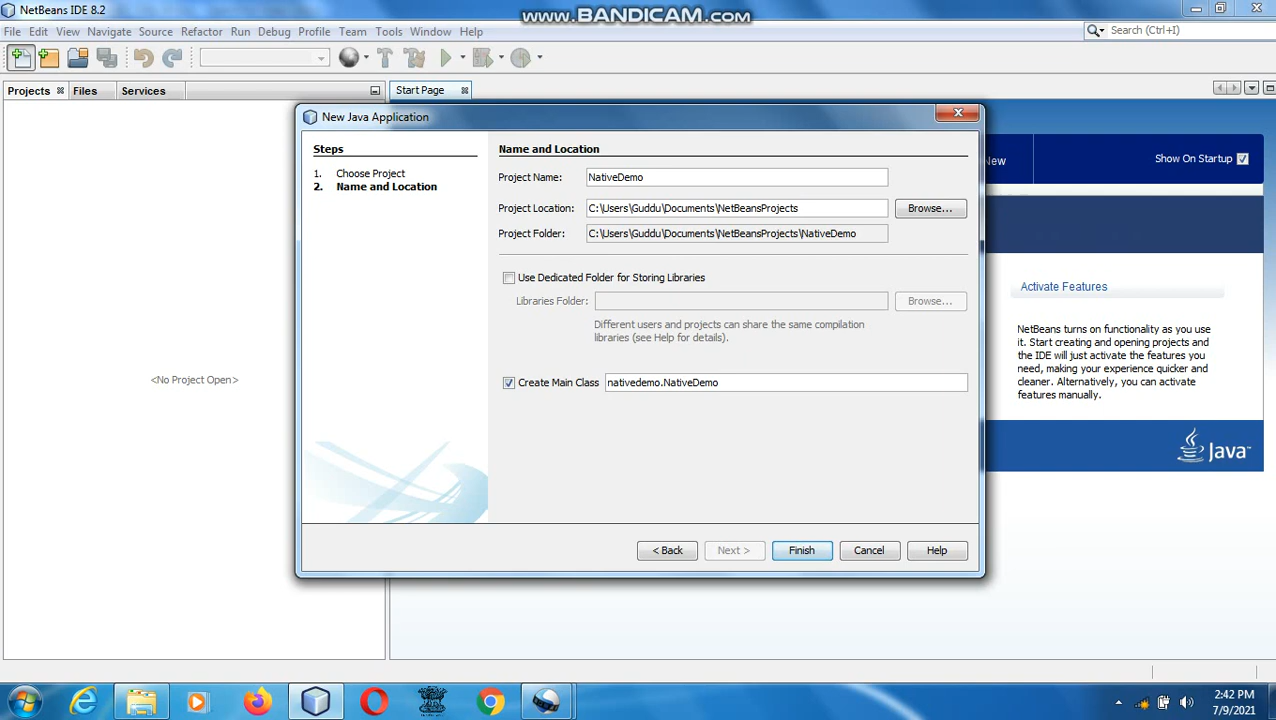 NetBeans IDE 8.2
www.BANDICAM.com
File Edit View Navigate Source Refactor Run Debug Profile Team Tools Window Help
Search (Ctrl+I)
Projects Files Services
Start Page
New Java Application
Steps
1. Choose Project
2. Name and Location
Name and Location
Project Name: NativeDemo
Project Location: C:\Users\Guddu\Documents\NetBeansProjects Browse...
Project Folder: C:\Users\Guddu\Documents\NetBeansProjects\NativeDemo
Use Dedicated Folder for Storing Libraries
Libraries Folder: Browse...
Different users and projects can share the same compilation
libraries (see Help for details).
Create Main Class nativedemo.NativeDemo
< Back Next > Finish Cancel Help
<No Project Open>
New
Show On Startup
Activate Features
NetBeans turns on functionality as you use
it. Start creating and opening projects and
the IDE will just activate the features you
need, making your experience quicker and
cleaner. Alternatively, you can activate
features manually.
Java
2:42 PM
7/9/2021